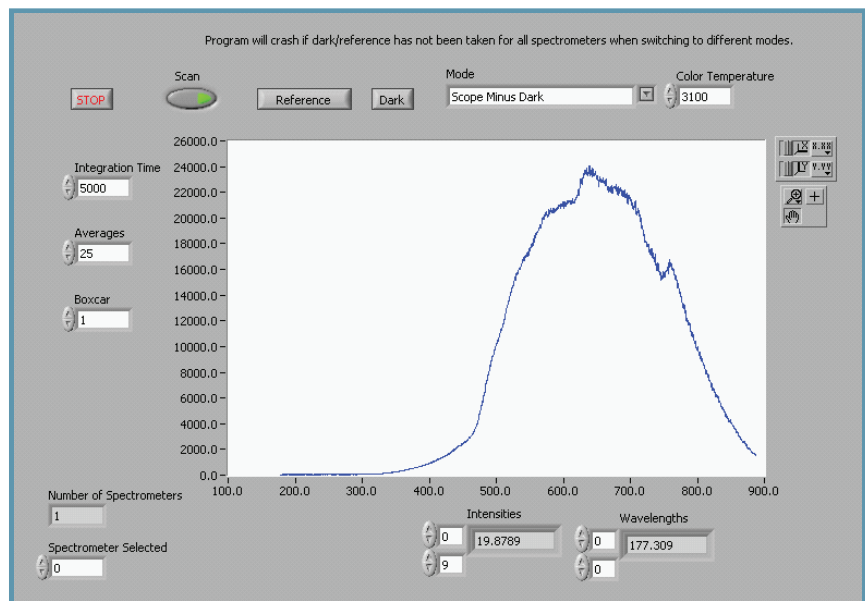 Program will crash if dark/reference has not been taken for all spectrometers when switching to different modes.
Scan
Mode
Color Temperature
STOP
Reference
Dark
Scope Minus Dark
3100
Integration Time
5000
Averages
25
Boxcar
1
26000.0
24000.0
22000.0
20000.0
18000.0
16000.0
14000.0
12000.0
10000.0
8000.0
6000.0
4000.0
2000.0
0.0
100.0 200.0 300.0 400.0 500.0 600.0 700.0 800.0 900.0
X X.XX
Y Y.YY
Number of Spectrometers
1
Spectrometer Selected
0
Intensities
0
19.8789
9
Wavelengths
0
177.309
0